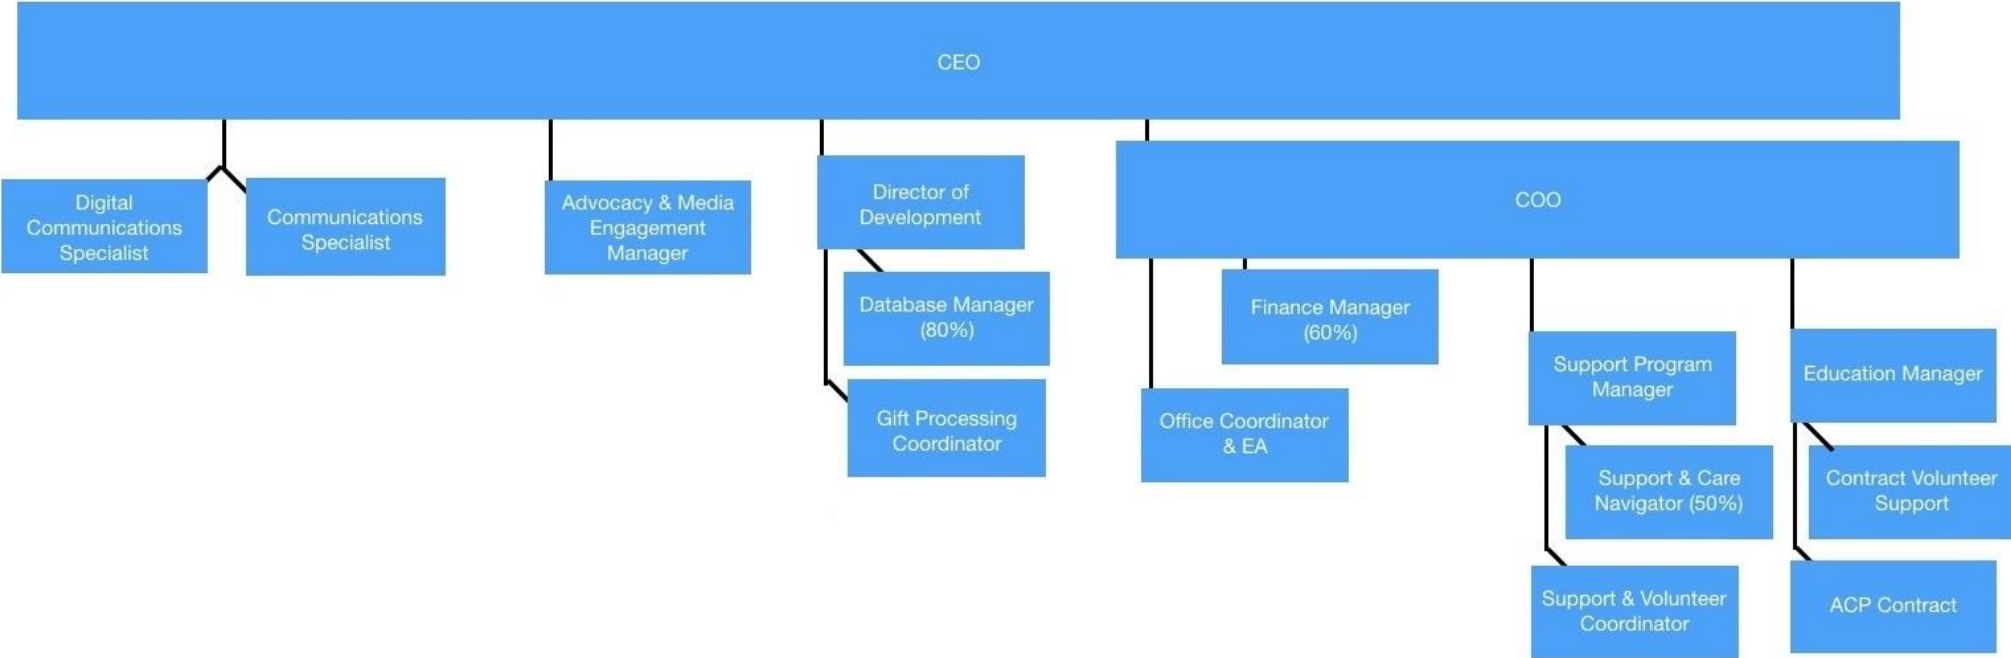 CEO
Digital
Communications
Specialist
Communications
Specialist
Advocacy & Media
Engagement
Manager
Director of
Development
Database Manager
(80%)
Gift Processing
Coordinator
COO
Finance Manager
(60%)
Office Coordinator
& EA
Support Program
Manager
Support & Care
Navigator (50%)
Support & Volunteer
Coordinator
Education Manager
Contract Volunteer
Support
ACP Contract